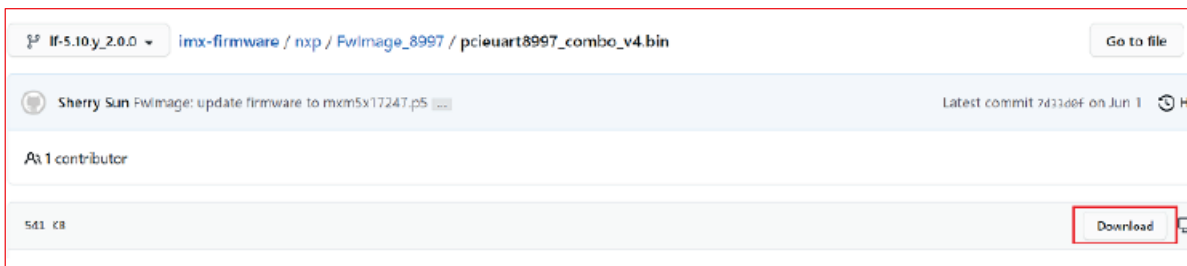 lf-5.10.y_2.0.0 imx-firmware / nxp / FwImage_8997 / pcieuart8997_combo_v4.bin Go to file
Sherry Sun FwImage: update firmware to mxm5x17247.p5 ... Latest commit 7d33d0f on Jun 1 H
1 contributor
541 KB Download